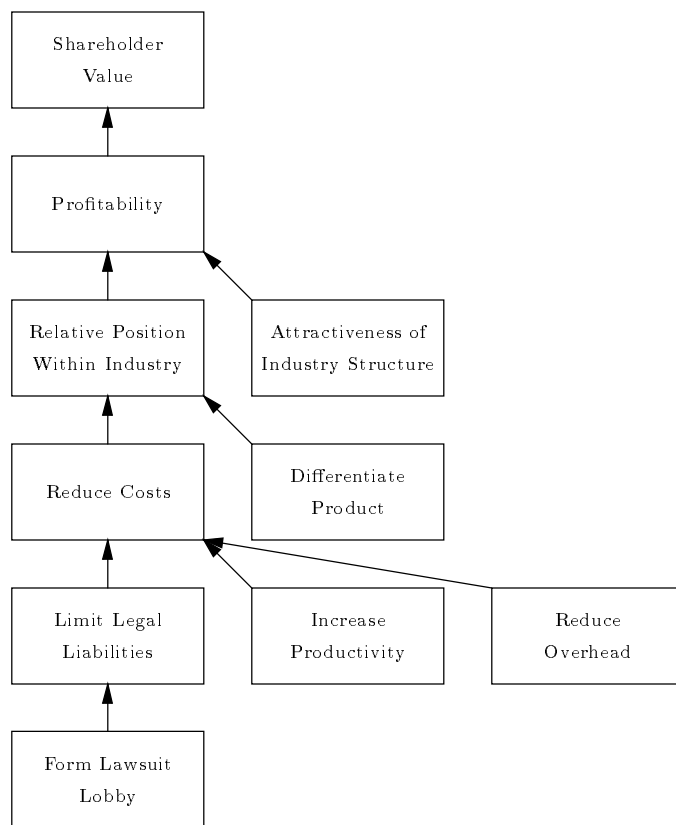 Shareholder
Value
Profitability
Relative Position
Within Industry
Attractiveness of
Industry Structure
Reduce Costs
Differentiate
Product
Limit Legal
Liabilities
Increase
Productivity
Reduce
Overhead
Form Lawsuit
Lobby